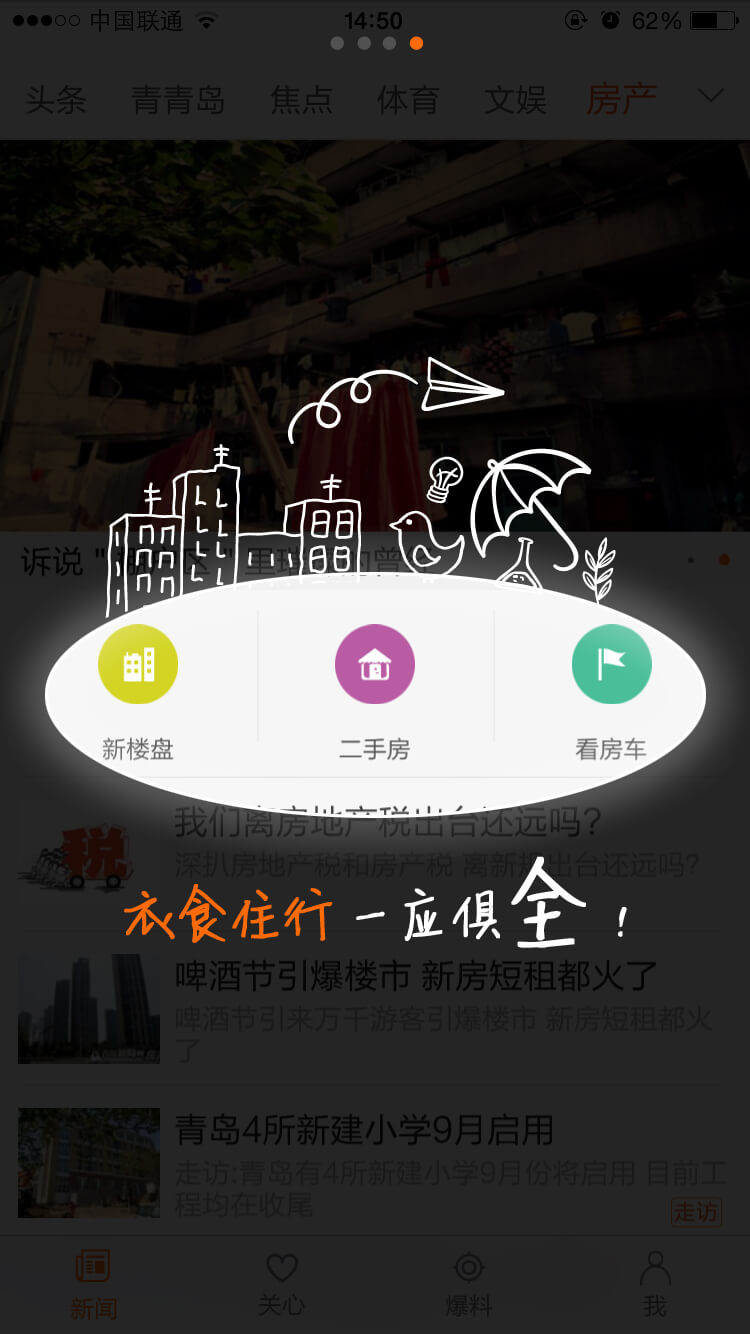 中国联通 14:50 62%
头条 青青岛 焦点 体育 文娱 房产
诉说"棚户区"里
新楼盘 二手房 看房车
我们离房地产税出台还远吗?
税
深扒房地产税和房产税 离新规出台还远吗?
衣食住行 一应俱全！
啤酒节引爆楼市 新房短租都火了
啤酒节引来万千游客引爆楼市 新房短租都火
了
青岛4所新建小学9月启用
走访:青岛有4所新建小学9月份将启用 目前工
程均在收尾
走访
新闻 关心 爆料 我